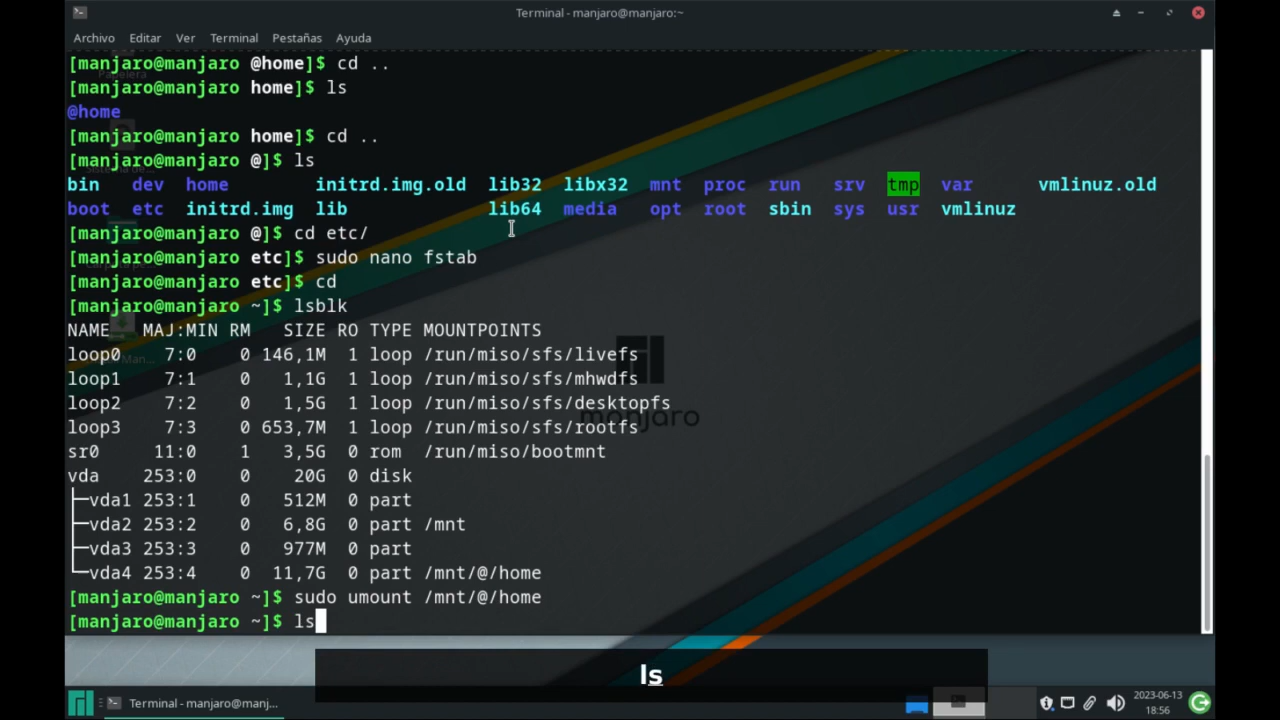 Terminal - manjaro@manjaro:~
Archivo Editar Ver Terminal Pestañas Ayuda
[manjaro@manjaro @home]$ cd ..
[manjaro@manjaro home]$ ls
@home
[manjaro@manjaro home]$ cd ..
[manjaro@manjaro @]$ ls
bin dev home initrd.img.old lib32 libx32 mnt proc run srv tmp var vmlinuz.old
boot etc initrd.img lib lib64 media opt root sbin sys usr vmlinuz
[manjaro@manjaro @]$ cd etc/
[manjaro@manjaro etc]$ sudo nano fstab
[manjaro@manjaro etc]$ cd
[manjaro@manjaro ~]$ lsblk
NAME MAJ:MIN RM SIZE RO TYPE MOUNTPOINTS
loop0 7:0 0 146,1M 1 loop /run/miso/sfs/livefs
loop1 7:1 0 1,1G 1 loop /run/miso/sfs/mhwdfs
loop2 7:2 0 1,5G 1 loop /run/miso/sfs/desktopfs
loop3 7:3 0 653,7M 1 loop /run/miso/sfs/rootfs
sr0 11:0 1 3,5G 0 rom /run/miso/bootmnt
vda 253:0 0 20G 0 disk
├─vda1 253:1 0 512M 0 part
├─vda2 253:2 0 6,8G 0 part /mnt
├─vda3 253:3 0 977M 0 part
└─vda4 253:4 0 11,7G 0 part /mnt/@/home
[manjaro@manjaro ~]$ sudo umount /mnt/@/home
[manjaro@manjaro ~]$ ls
manjaro
ls
Terminal - manjaro@manj...
2023-06-13
18:56